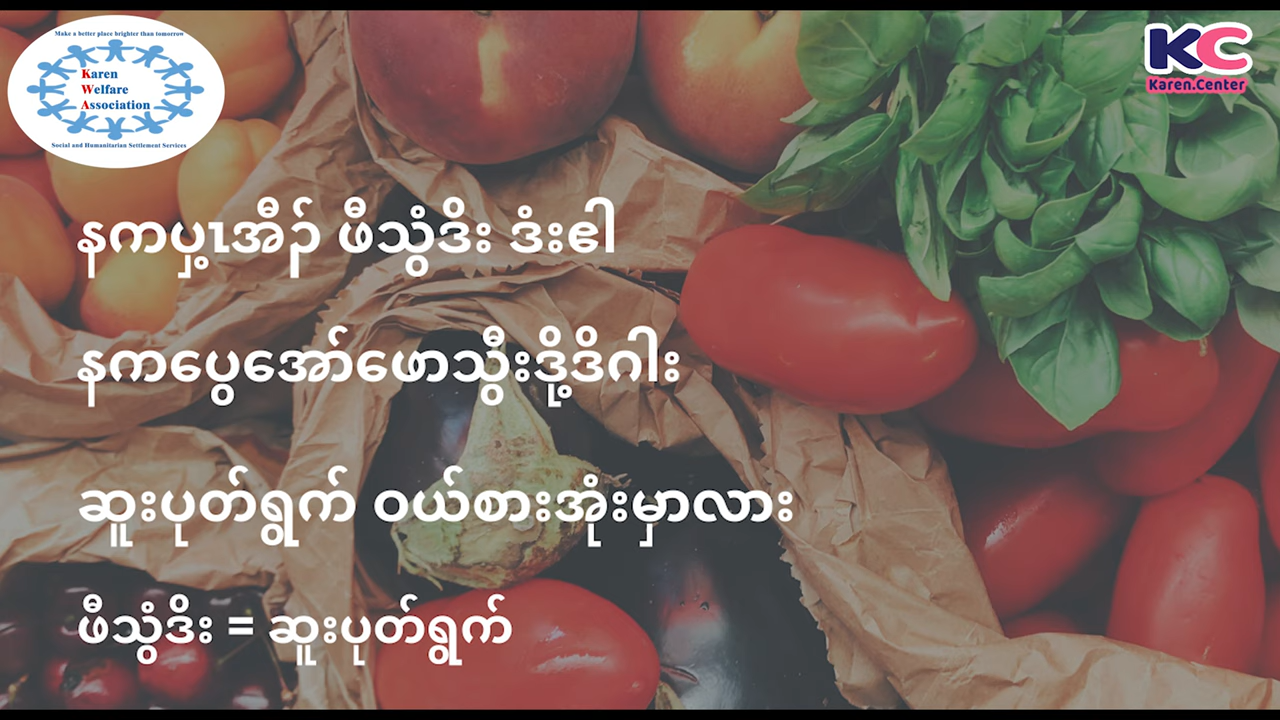 Make a better place brighter than tomorrow
Karen
Welfare
Association
Social and Humanitarian Settlement Services
KC
Karen.Center
နကပှ့ၤအီၣ် ဖီသွံဒိး ဒံးဧါ
နကပွေအော်ဖောသွီးဒို့ဒိဂါး
ဆူးပုတ်ရွက် ဝယ်စားအုံးမှာလား
ဖီသွံဒိး = ဆူးပုတ်ရွက်